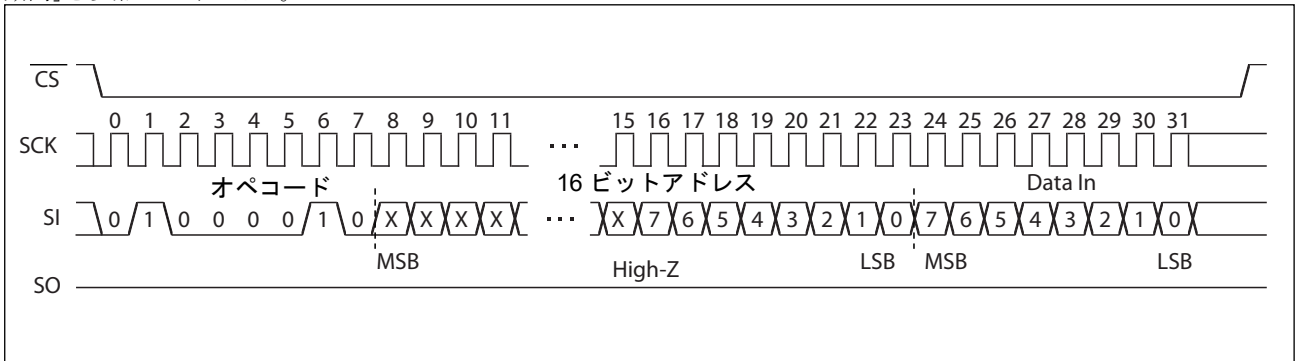 CS
0 1 2 3 4 5 6 7 8 9 10 11 15 16 17 18 19 20 21 22 23 24 25 26 27 28 29 30 31
SCK ... 
オペコード 16 ビットアドレス Data In
SI 0 1 0 0 0 0 1 0 X X X X ... X 7 6 5 4 3 2 1 0 7 6 5 4 3 2 1 0
MSB High-Z LSB MSB LSB
SO